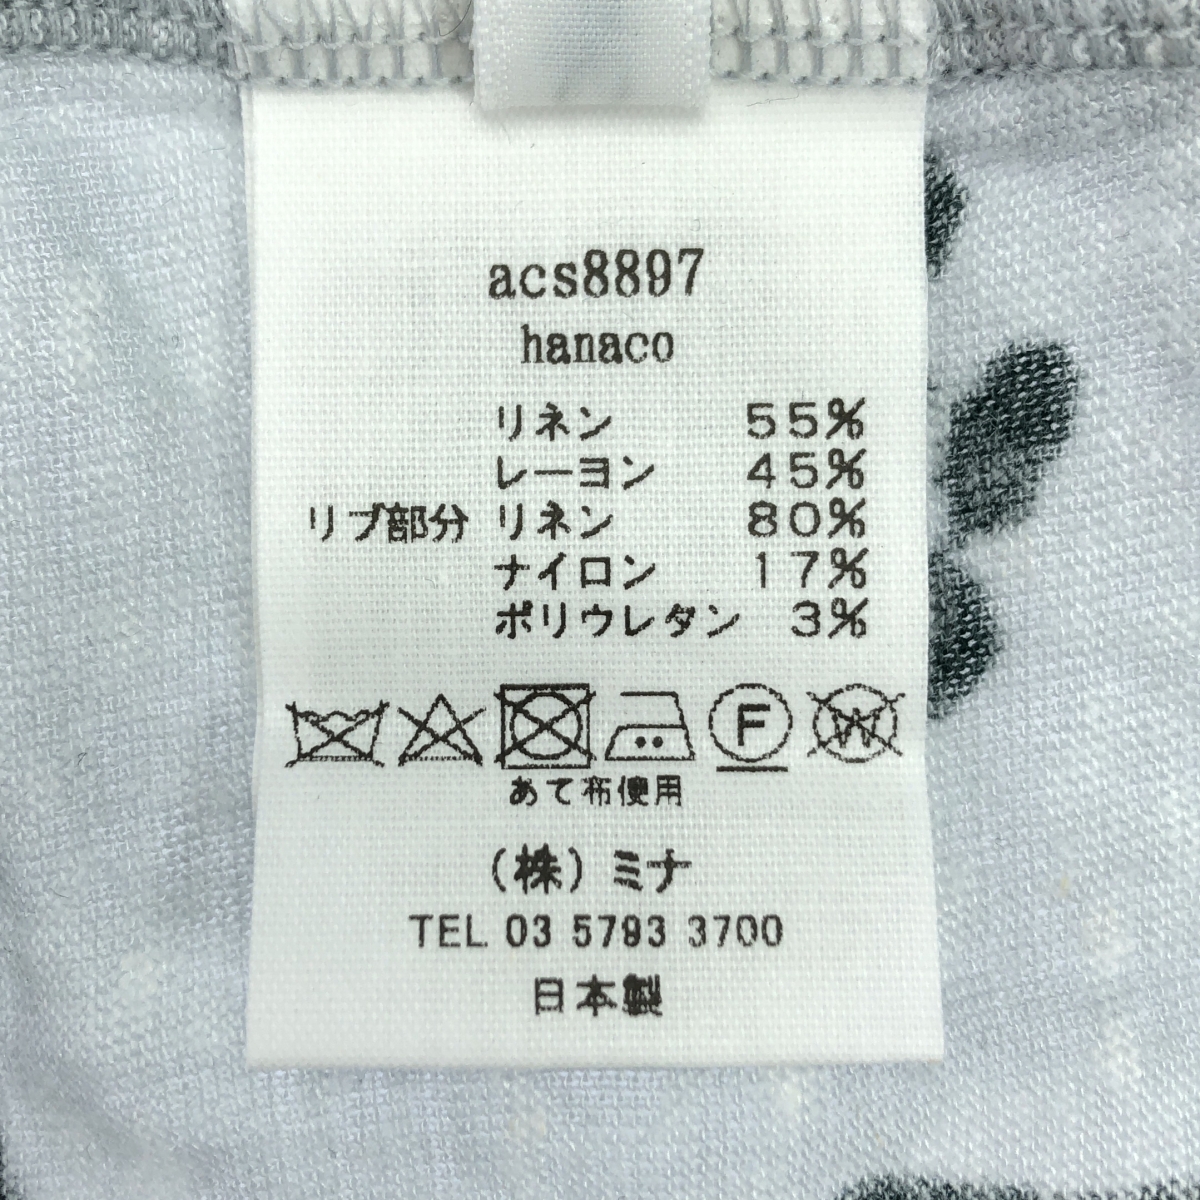 acs8897
hanaco
リネン 55%
レーヨン 45%
リブ部分 リネン 80%
ナイロン 17%
ポリウレタン 3%
F W
あて布使用
(株)ミナ
TEL 03 5793 3700
日本製